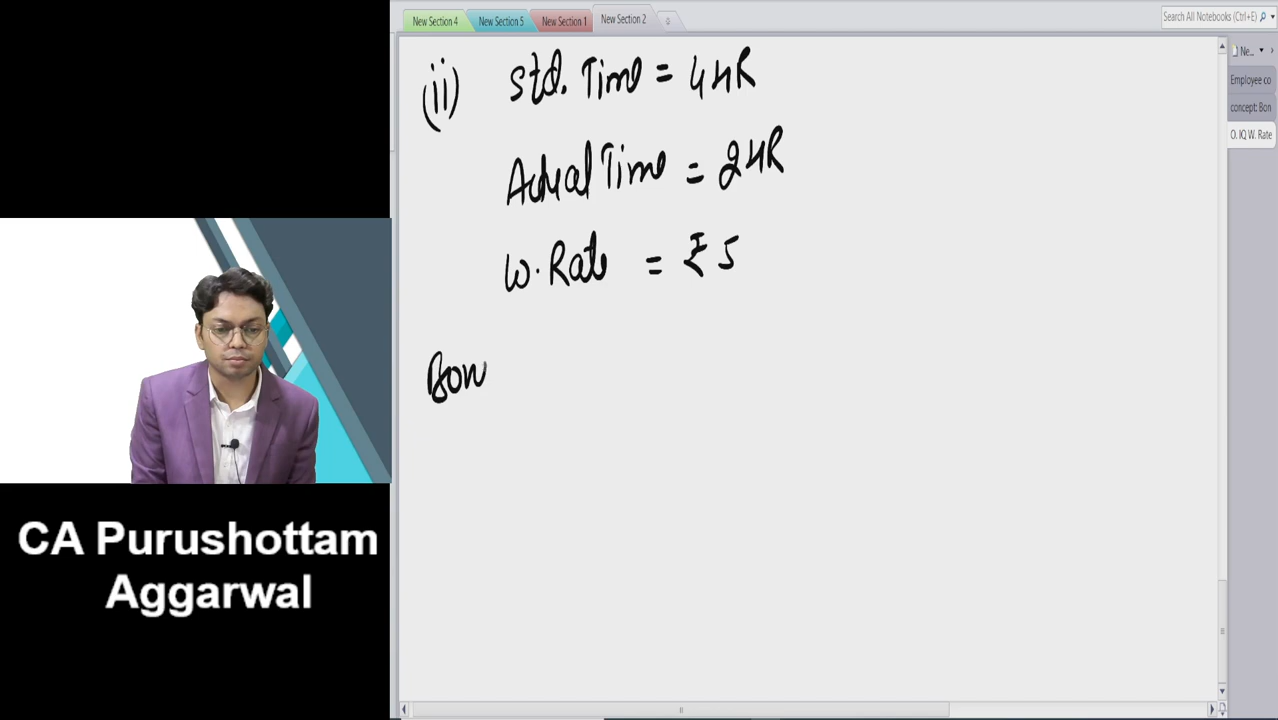 New Section 4 New Section 5 New Section 1 New Section 2
Search All Notebooks (Ctrl+E)
Ne...
Employee co
concept: Bon
O. IQ W. Rate
(ii) Std. Time = 4 HR
Actual Time = 2 HR
W. Rate = ₹ 5
Bon
CA Purushottam
Aggarwal